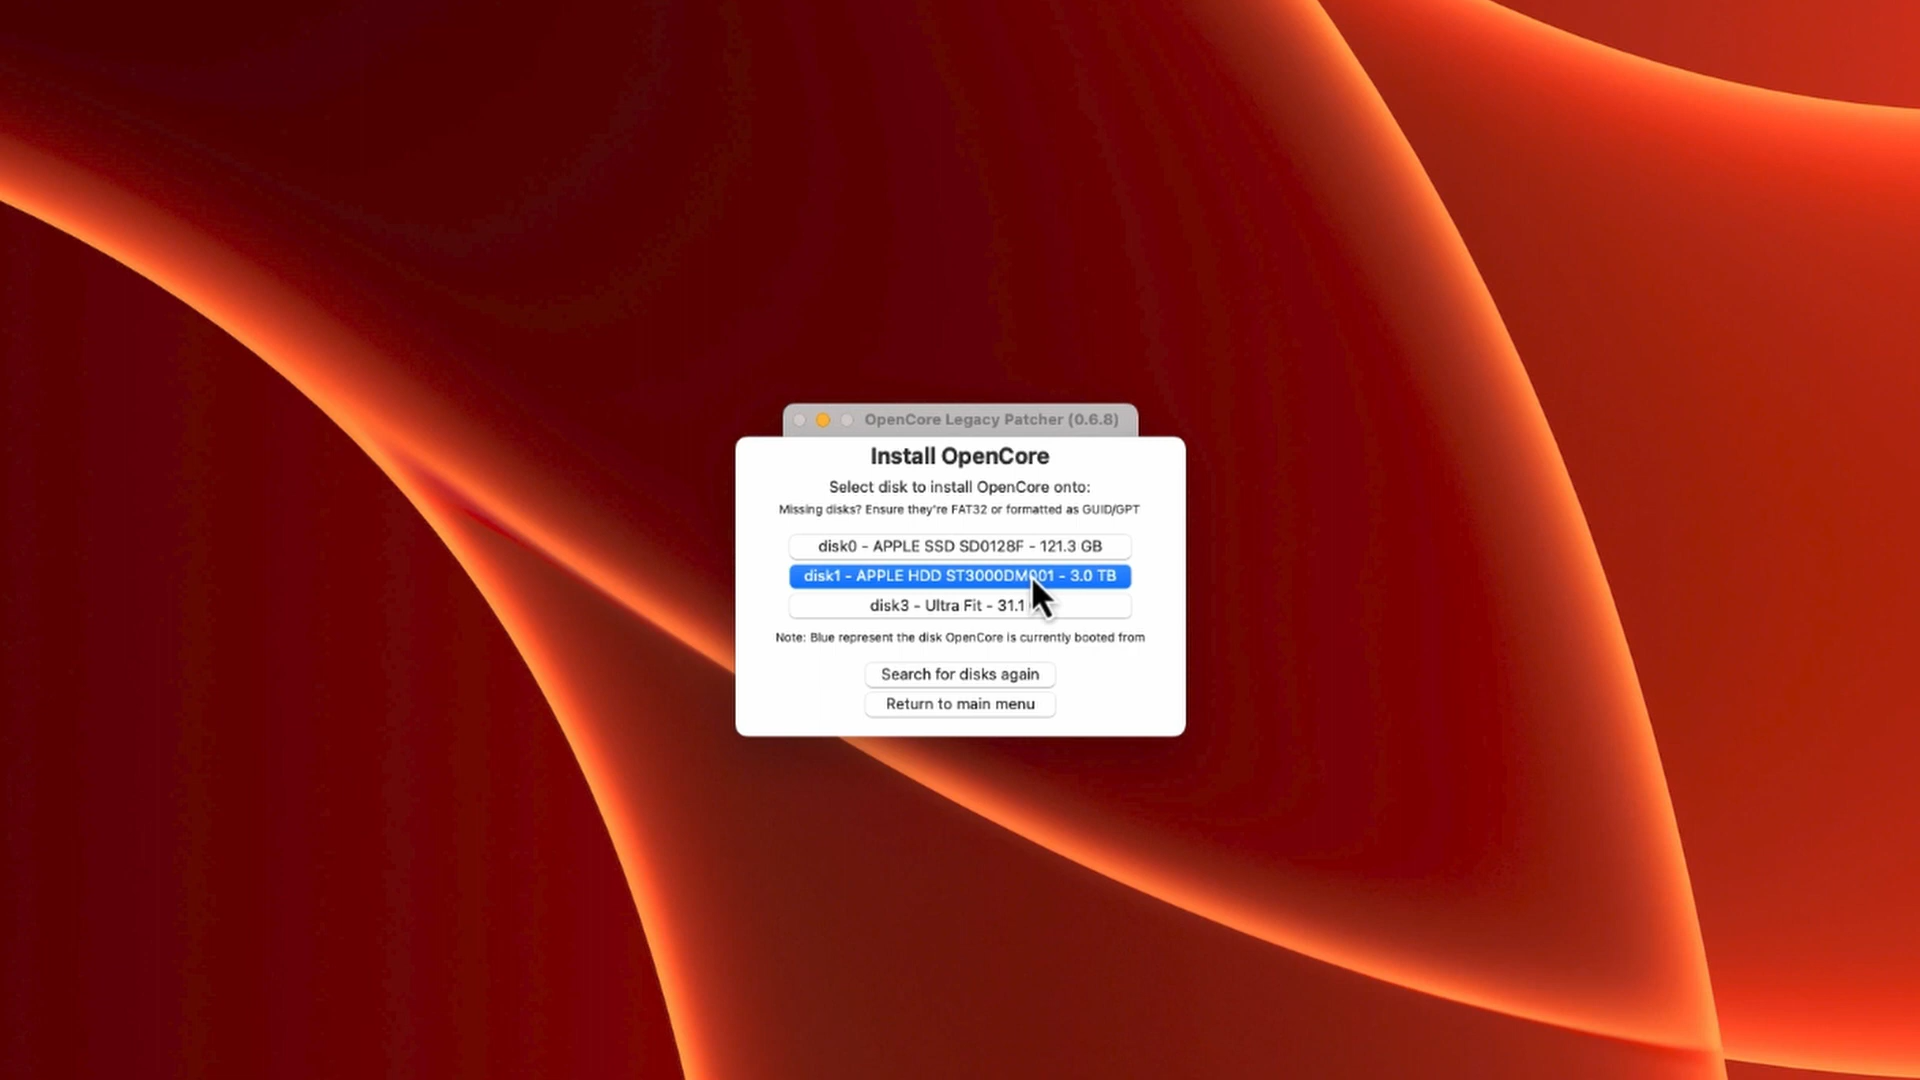 OpenCore Legacy Patcher (0.6.8)
Install OpenCore
Select disk to install OpenCore onto:
Missing disks? Ensure they're FAT32 or formatted as GUID/GPT
disk0 - APPLE SSD SD0128F - 121.3 GB
disk1 - APPLE HDD ST3000DM001 - 3.0 TB
disk3 - Ultra Fit - 31.1
Note: Blue represent the disk OpenCore is currently booted from
Search for disks again
Return to main menu